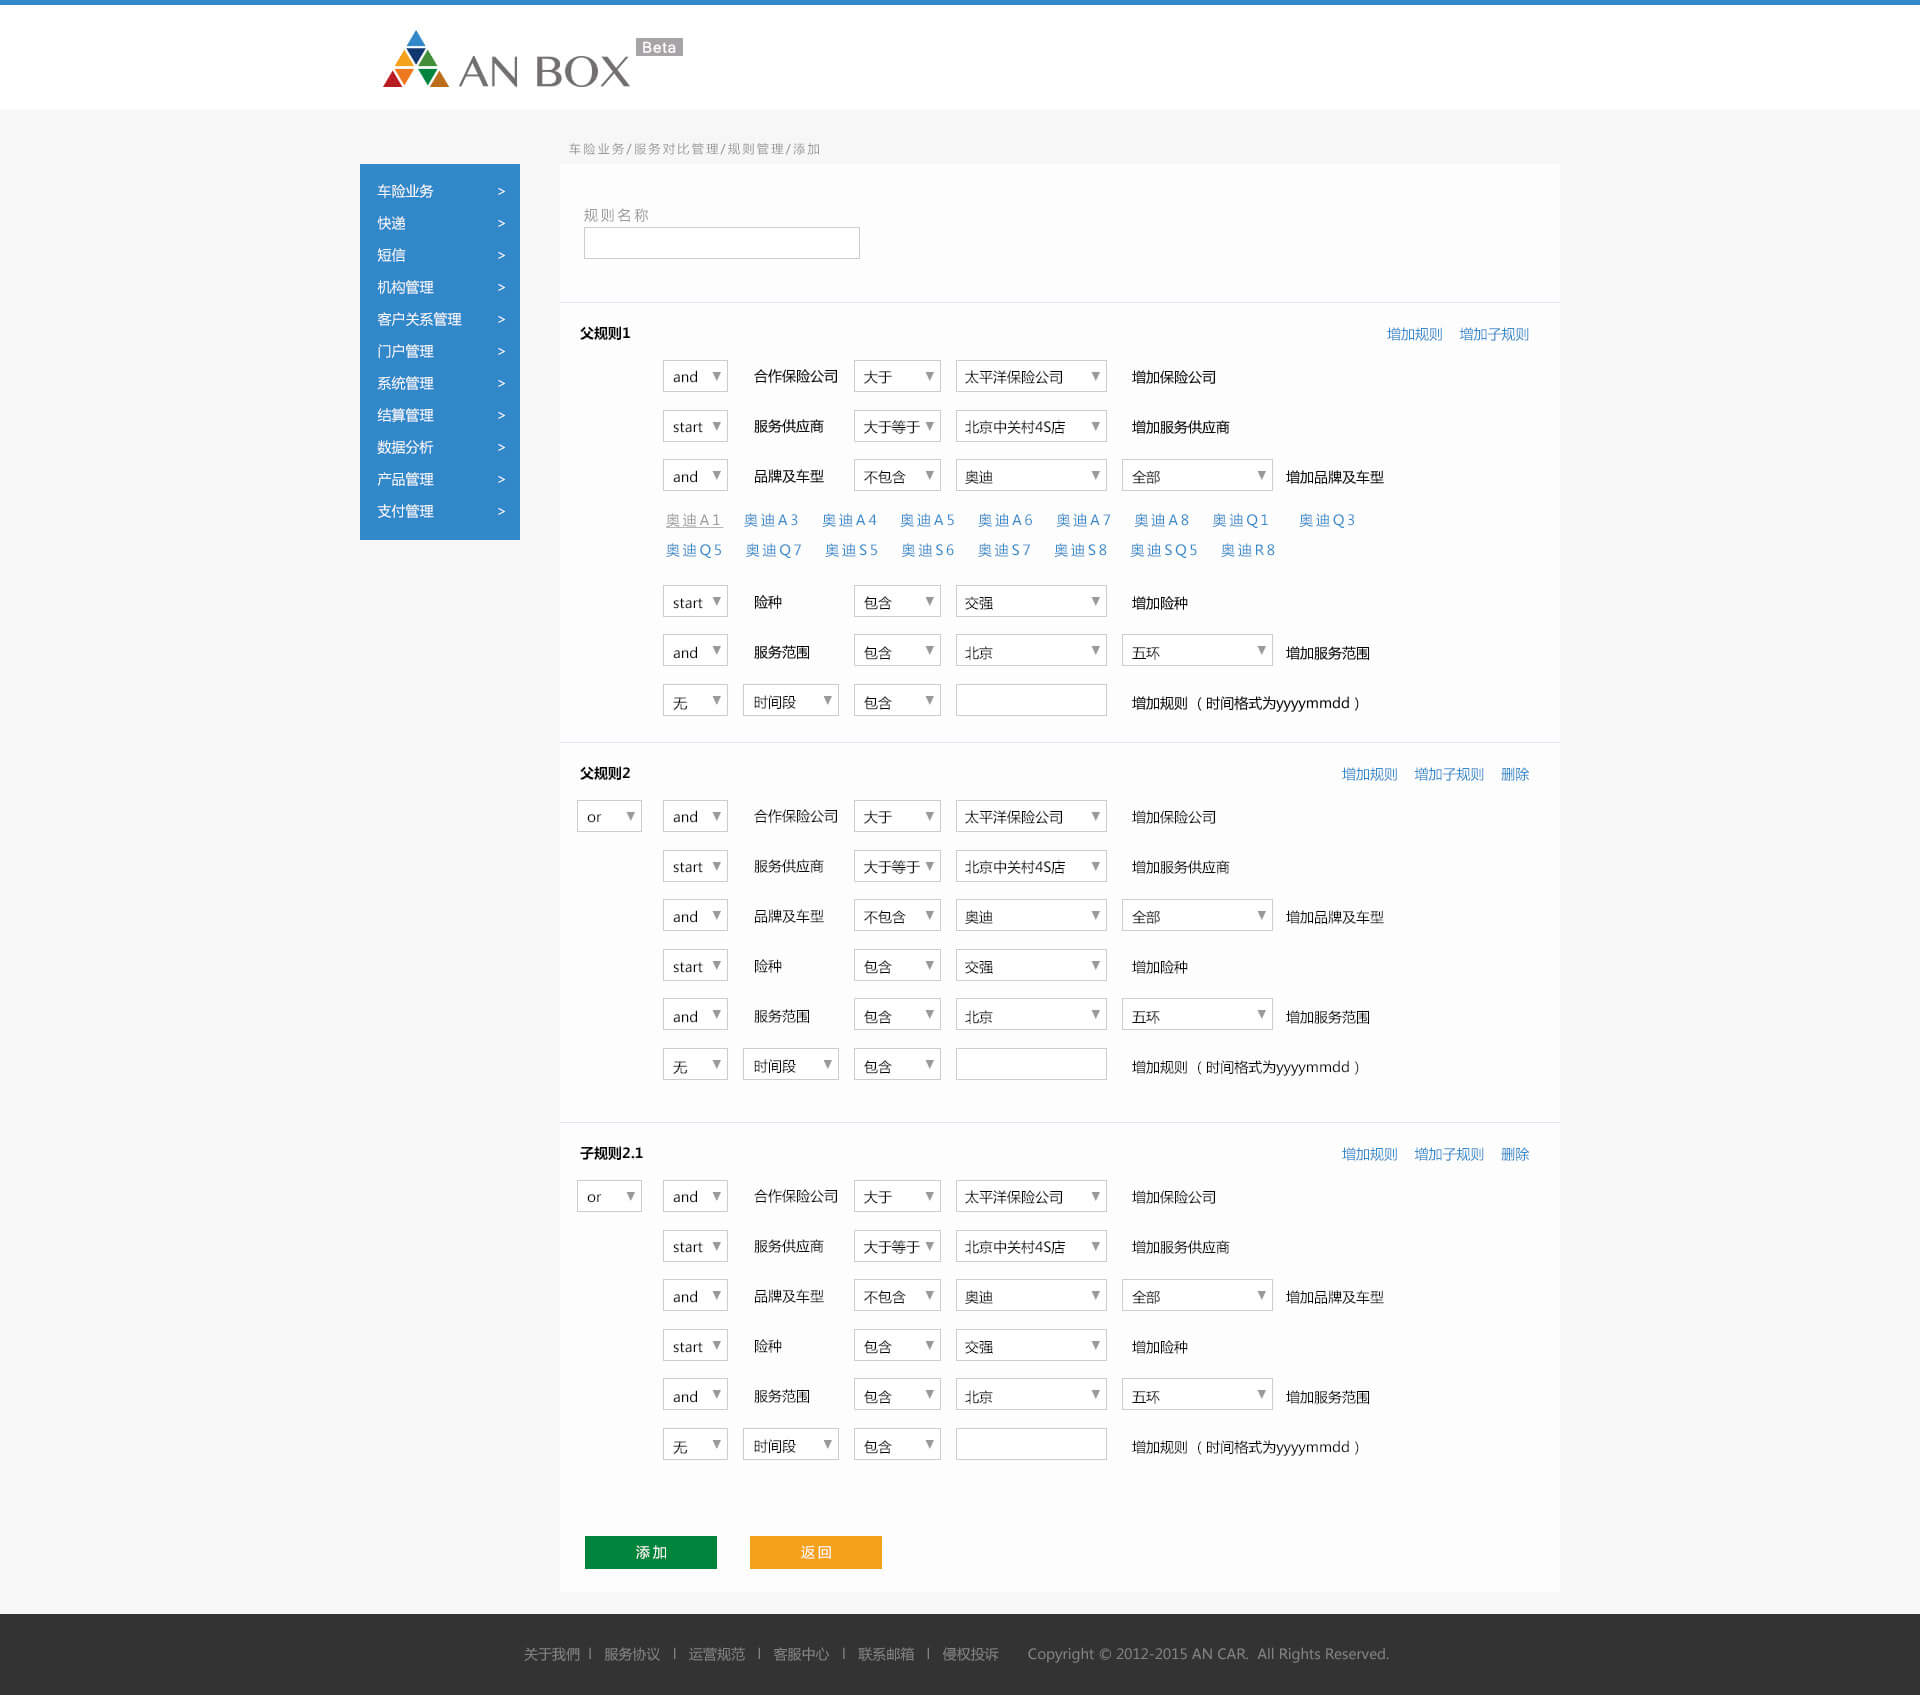 AN BOX Beta
车险业务/服务对比管理/规则管理/添加
车险业务 >
快递 >
短信 >
机构管理 >
客户关系管理 >
门户管理 >
系统管理 >
结算管理 >
数据分析 >
产品管理 >
支付管理 >
规则名称
父规则1 增加规则 增加子规则
and 合作保险公司 大于 太平洋保险公司 增加保险公司
start 服务供应商 大于等于 北京中关村4S店 增加服务供应商
and 品牌及车型 不包含 奥迪 全部 增加品牌及车型
奥迪A1 奥迪A3 奥迪A4 奥迪A5 奥迪A6 奥迪A7 奥迪A8 奥迪Q1 奥迪Q3
奥迪Q5 奥迪Q7 奥迪S5 奥迪S6 奥迪S7 奥迪S8 奥迪SQ5 奥迪R8
start 险种 包含 交强 增加险种
and 服务范围 包含 北京 五环 增加服务范围
无 时间段 包含 增加规则（时间格式为yyyymmdd）
父规则2 增加规则 增加子规则 删除
or and 合作保险公司 大于 太平洋保险公司 增加保险公司
start 服务供应商 大于等于 北京中关村4S店 增加服务供应商
and 品牌及车型 不包含 奥迪 全部 增加品牌及车型
start 险种 包含 交强 增加险种
and 服务范围 包含 北京 五环 增加服务范围
无 时间段 包含 增加规则（时间格式为yyyymmdd）
子规则2.1 增加规则 增加子规则 删除
or and 合作保险公司 大于 太平洋保险公司 增加保险公司
start 服务供应商 大于等于 北京中关村4S店 增加服务供应商
and 品牌及车型 不包含 奥迪 全部 增加品牌及车型
start 险种 包含 交强 增加险种
and 服务范围 包含 北京 五环 增加服务范围
无 时间段 包含 增加规则（时间格式为yyyymmdd）
添加 返回
关于我們 | 服务协议 | 运营规范 | 客服中心 | 联系邮箱 | 侵权投诉 Copyright © 2012-2015 AN CAR. All Rights Reserved.